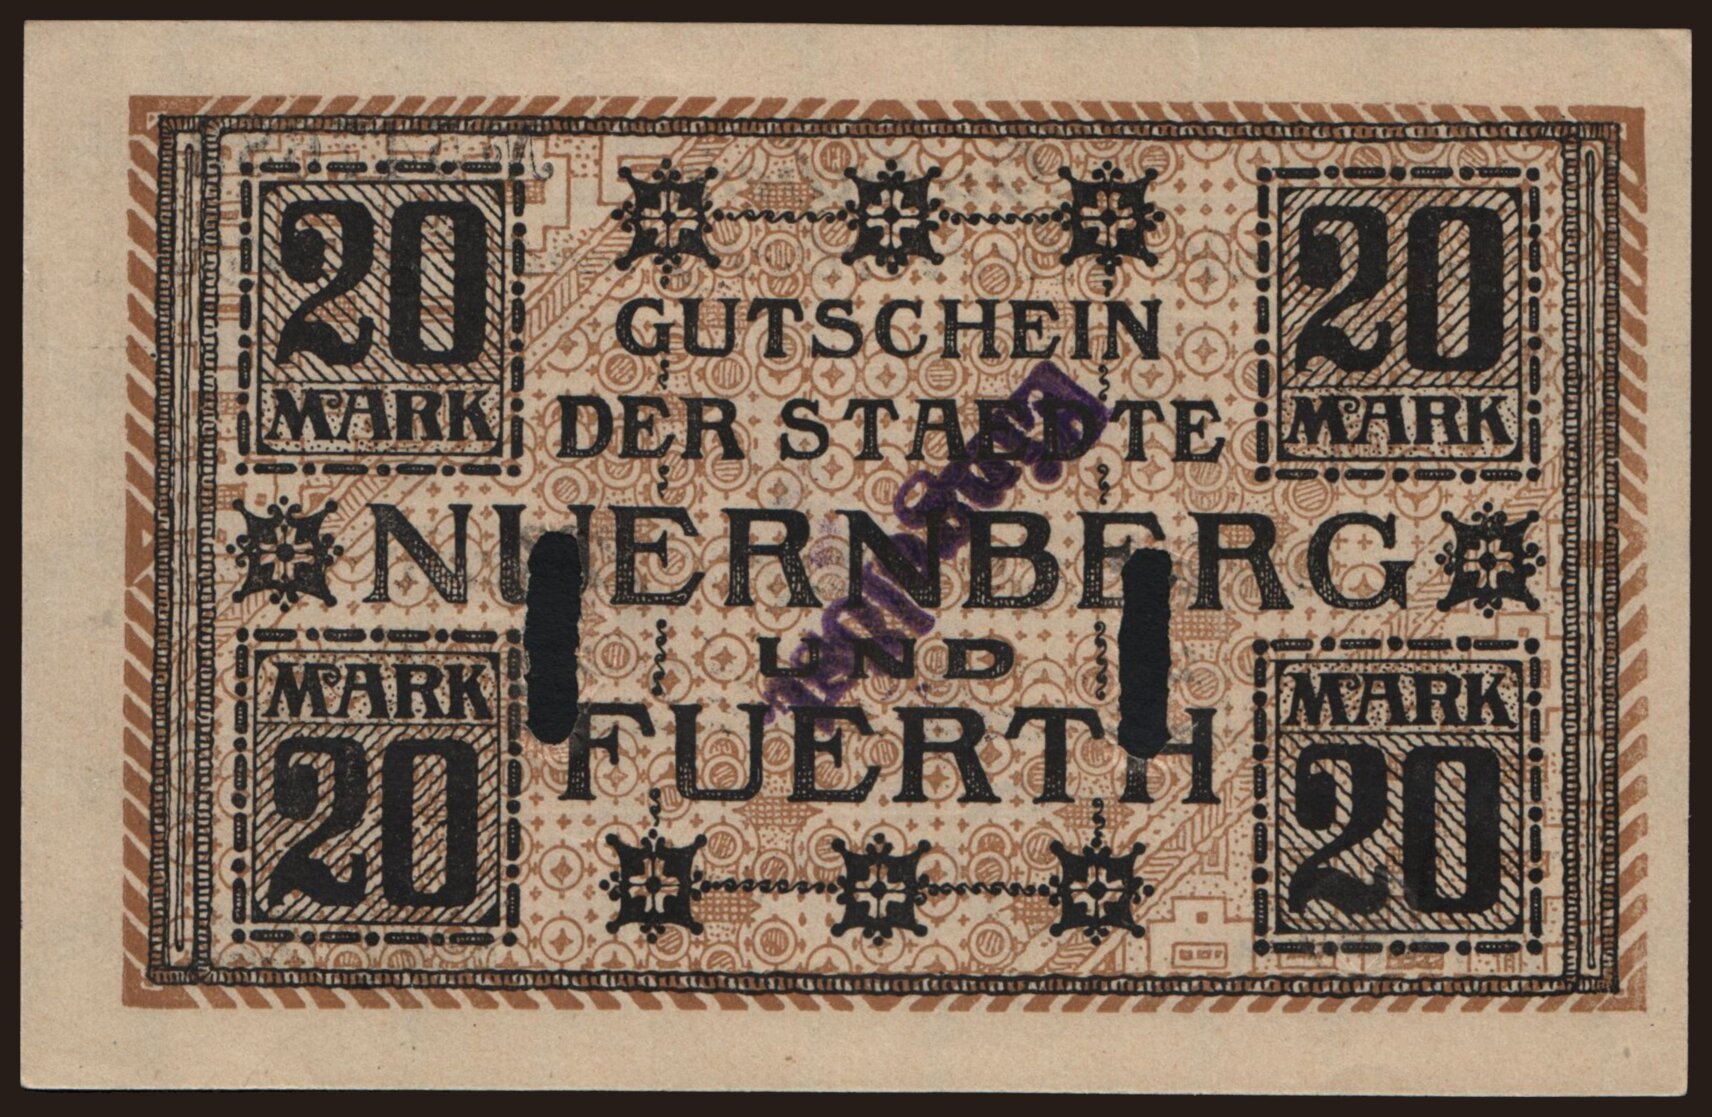 20 MARK
20 MARK
GUTSCHEIN
DER STAEDTE
NUERNBERG
UND
FUERTH
MARK 20
MARK 20